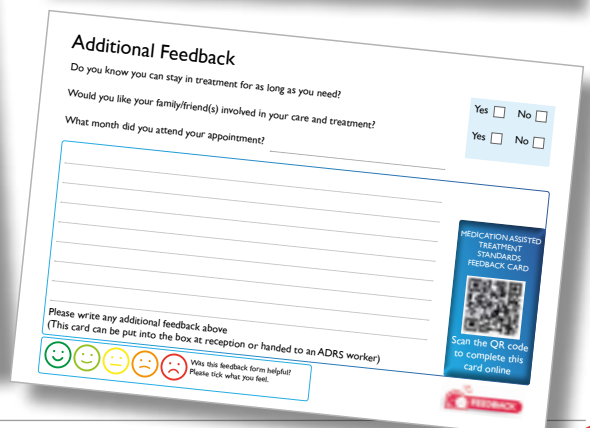 Additional Feedback
Do you know you can stay in treatment for as long as you need?
Yes No
Would you like your family/friend(s) involved in your care and treatment?
Yes No
What month did you attend your appointment?
MEDICATION ASSISTED
TREATMENT
STANDARDS
FEEDBACK CARD
Scan the QR code
to complete this
card online
Please write any additional feedback above
(This card can be put into the box at reception or handed to an ADRS worker)
Was this feedback form helpful?
Please tick what you feel.
FEEDBACK